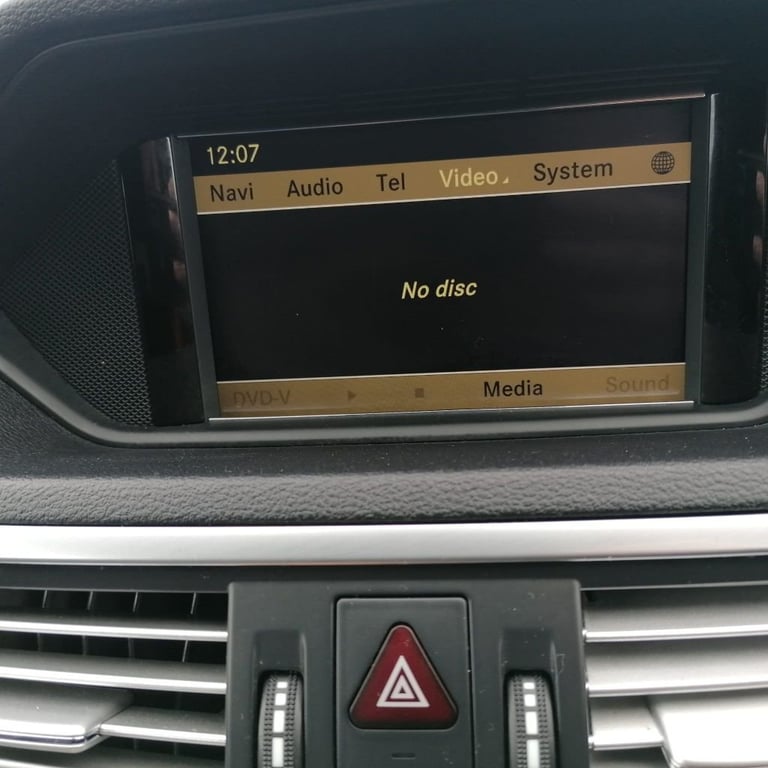 12:07
Navi Audio Tel Video System
No disc
DVD-V Media Sound